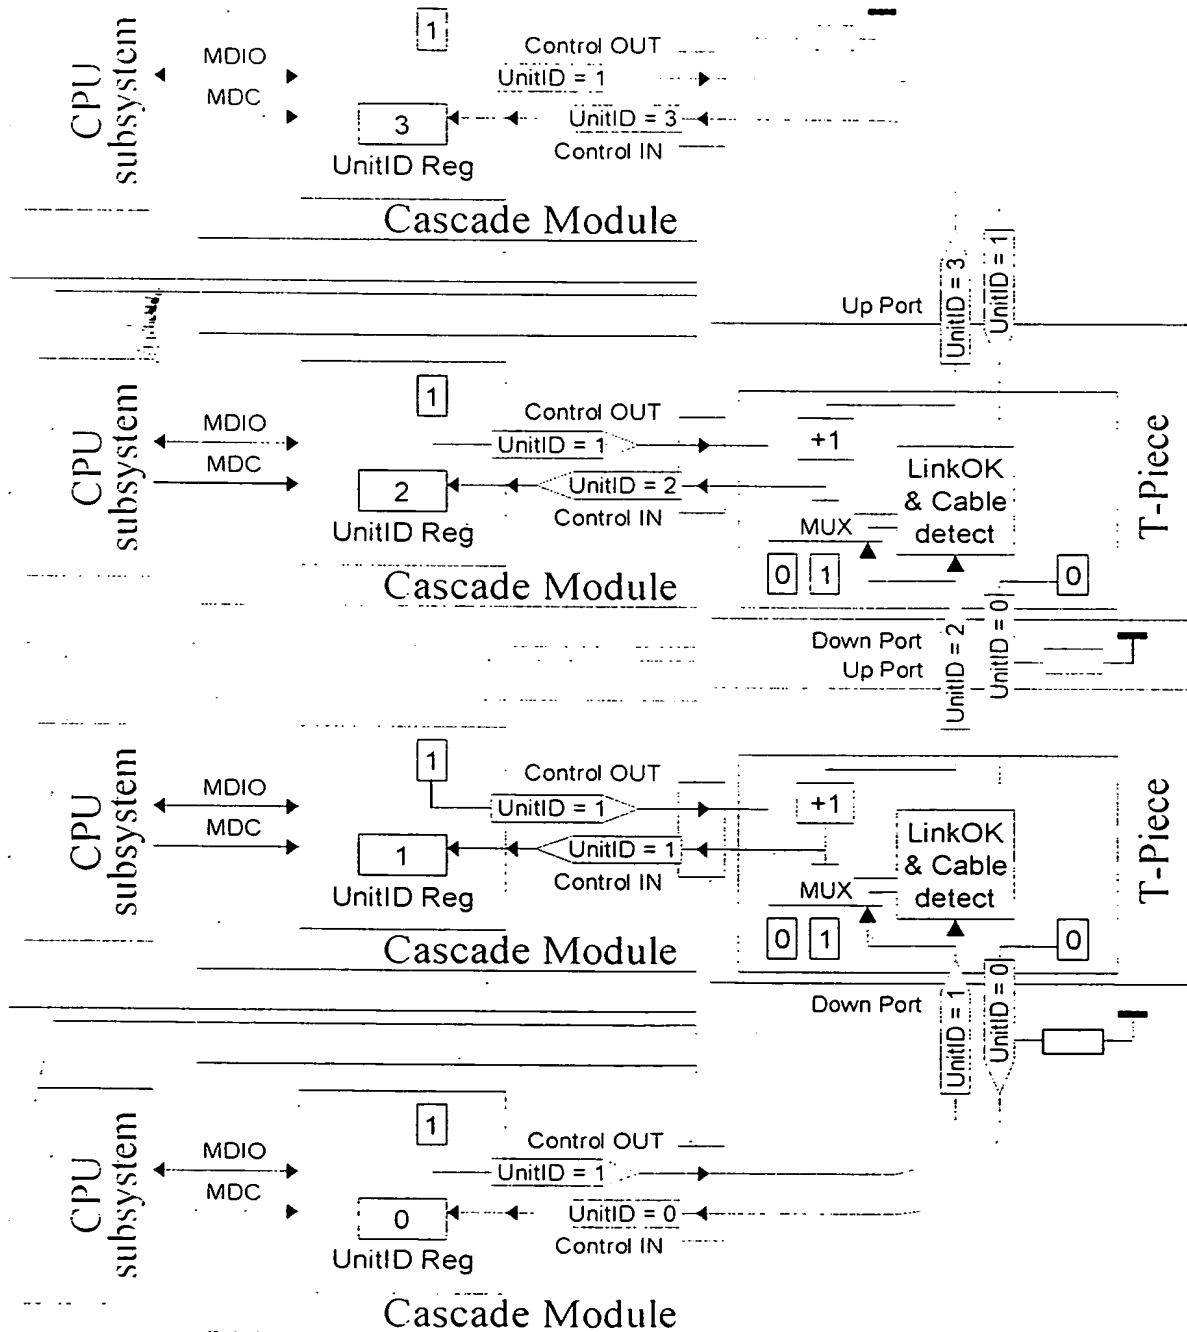 1
Control OUT
MDIO
UnitID = 1
CPU
subsystem
MDC
3
UnitID = 3
UnitID Reg
Control IN
Cascade Module
UnitID = 3
UnitID = 1
Up Port
1
Control OUT
MDIO
UnitID = 1
+1
CPU
subsystem
MDC
2
UnitID = 2
LinkOK
& Cable
detect
T-Piece
UnitID Reg
Control IN
MUX
0
1
0
Cascade Module
Down Port
Up Port
UnitID = 2
UnitID = 0
1
Control OUT
MDIO
UnitID = 1
+1
CPU
subsystem
MDC
1
UnitID = 1
LinkOK
& Cable
detect
T-Piece
UnitID Reg
Control IN
MUX
0
1
0
Cascade Module
Down Port
UnitID = 1
UnitID = 0
1
Control OUT
MDIO
UnitID = 1
CPU
subsystem
MDC
0
UnitID = 0
UnitID Reg
Control IN
Cascade Module